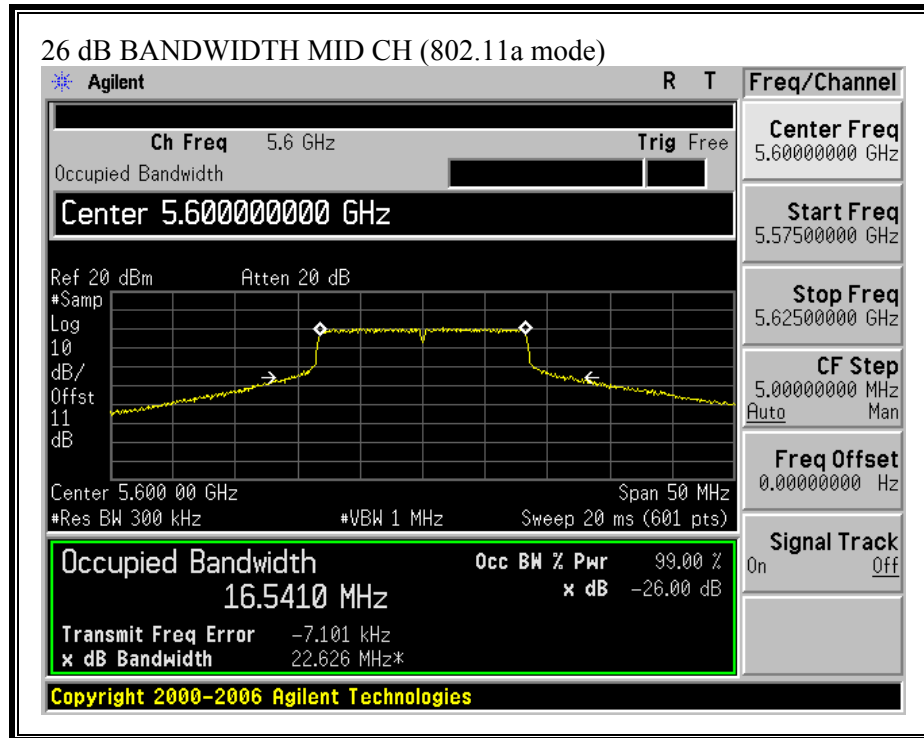 26 dB BANDWIDTH MID CH (802.11a mode)
Agilent R T
Ch Freq 5.6 GHz Trig Free
Occupied Bandwidth
Center 5.600000000 GHz
Ref 20 dBm Atten 20 dB
#Samp
Log
10
dB/
Offst
11
dB
Center 5.600 00 GHz Span 50 MHz
#Res BW 300 kHz #VBW 1 MHz Sweep 20 ms (601 pts)
Occupied Bandwidth Occ BW % Pwr 99.00 %
16.5410 MHz x dB -26.00 dB
Transmit Freq Error -7.101 kHz
x dB Bandwidth 22.626 MHz*
Copyright 2000-2006 Agilent Technologies
Freq/Channel
Center Freq
5.60000000 GHz
Start Freq
5.57500000 GHz
Stop Freq
5.62500000 GHz
CF Step
5.00000000 MHz
Auto Man
Freq Offset
0.00000000 Hz
Signal Track
On Off